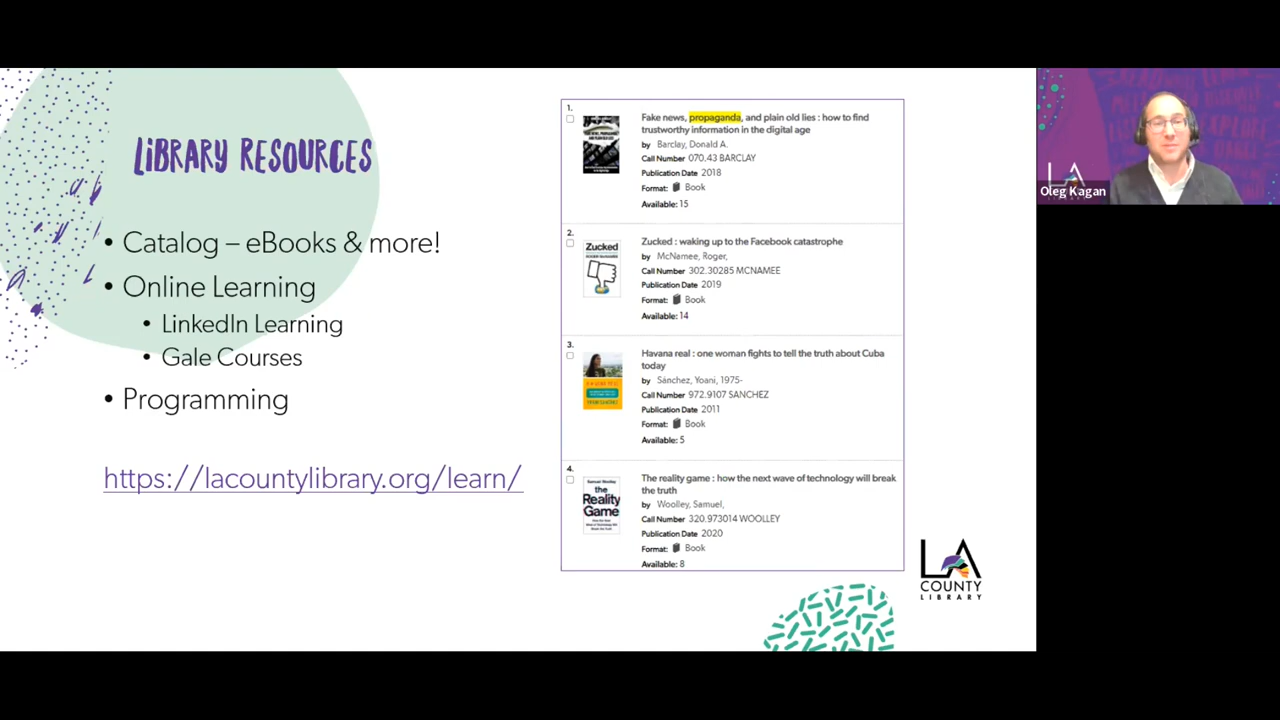 LIBRARY RESOURCES
• Catalog – eBooks & more!
• Online Learning
• LinkedIn Learning
• Gale Courses
• Programming
https://lacountylibrary.org/learn/
1.
Fake news, propaganda, and plain old lies : how to find
trustworthy information in the digital age
by Barclay, Donald A.
Call Number 070.43 BARCLAY
Publication Date 2018
Format: Book
Available: 15
2.
Zucked
Zucked : waking up to the Facebook catastrophe
by McNamee, Roger,
Call Number 302.30285 MCNAMEE
Publication Date 2019
Format: Book
Available: 14
3.
Havana real : one woman fights to tell the truth about Cuba
today
by Sánchez, Yoani, 1975-
Call Number 972.9107 SANCHEZ
Publication Date 2011
Format: Book
Available: 5
4.
Samuel Woolley
the
Reality
Game
The reality game : how the next wave of technology will break
the truth
by Woolley, Samuel,
Call Number 320.973014 WOOLLEY
Publication Date 2020
Format: Book
Available: 8
LA
COUNTY
LIBRARY
LA
Oleg Kagan